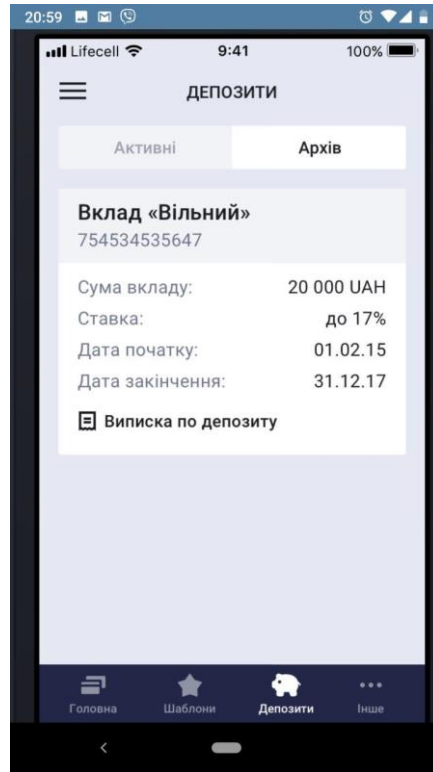 20:59
Lifecell 9:41 100%
ДЕПОЗИТИ
Активні Архів
Вклад «Вільний»
754534535647
Сума вкладу: 20 000 UAH
Ставка: до 17%
Дата початку: 01.02.15
Дата закінчення: 31.12.17
Виписка по депозиту
Головна Шаблони Депозити Інше